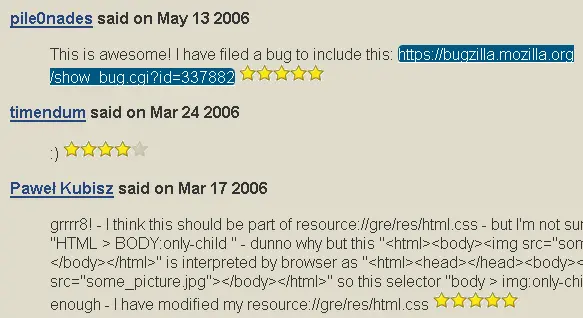 pile0nades said on May 13 2006
This is awesome! I have filed a bug to include this: https://bugzilla.mozilla.org
/show_bug.cgi?id=337882
timendum said on Mar 24 2006
:)
Paweł Kubisz said on Mar 17 2006
grrrr8! - I think this should be part of resource://gre/res/html.css - but I'm not sur
"HTML > BODY:only-child " - dunno why but this "<html><body><img src="som
</body></html>" is interpreted by browser as "<html><head></head><body><
src="some_picture.jpg"></body></html>" so this selector "body > img:only-chi
enough - I have modified my resource://gre/res/html.css